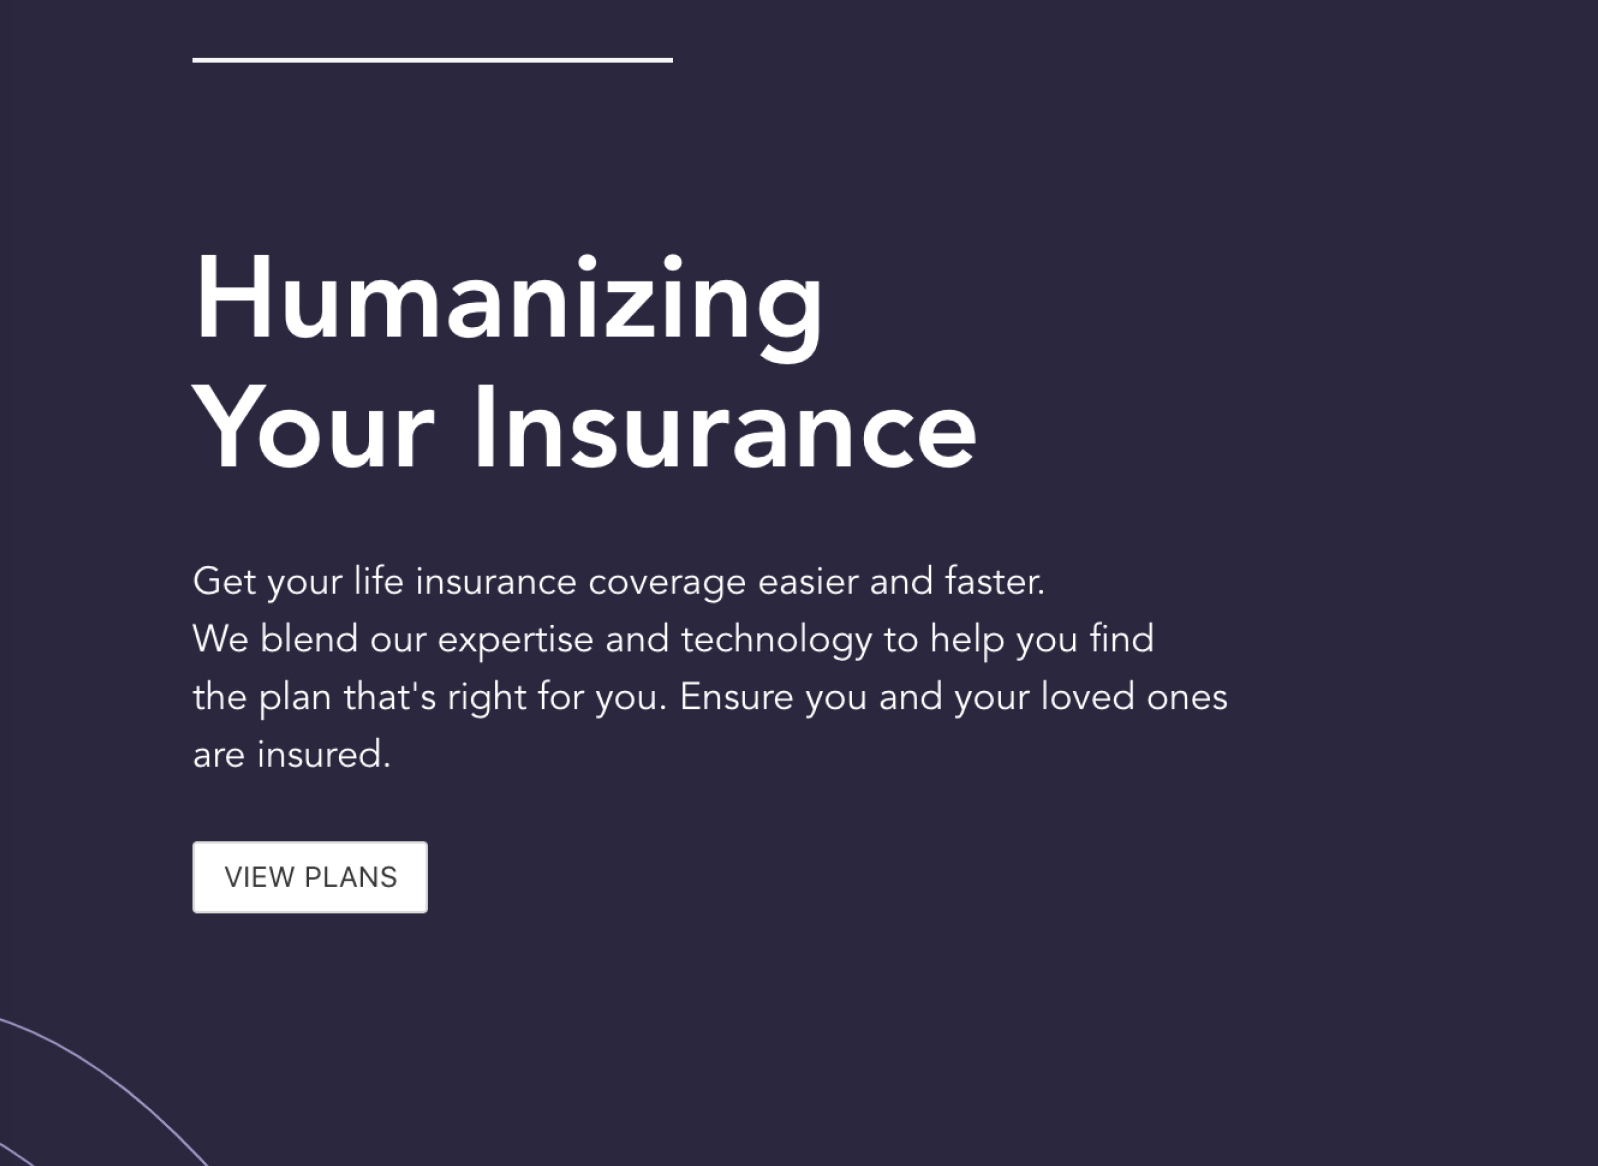 Humanizing
Your Insurance
Get your life insurance coverage easier and faster.
We blend our expertise and technology to help you find
the plan that's right for you. Ensure you and your loved ones
are insured.
VIEW PLANS